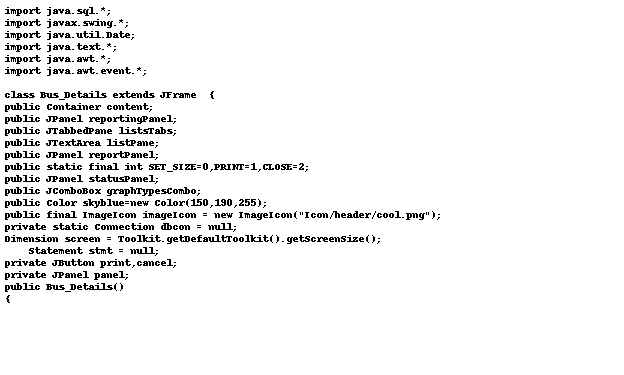 import java.sql.*;
import javax.swing.*;
import java.util.Date;
import java.text.*;
import java.awt.*;
import java.awt.event.*;

class Bus_Details extends JFrame  {
public Container content;
public JPanel reportingPanel;
public JTabbedPane listsTabs;
public JTextArea listPane;
public JPanel reportPanel;
public static final int SET_SIZE=0,PRINT=1,CLOSE=2;
public JPanel statusPanel;
public JComboBox graphTypesCombo;
public Color skyblue=new Color(150,190,255);
public final ImageIcon imageIcon = new ImageIcon("Icon/header/cool.png");
private static Connection dbcon = null;
Dimension screen = Toolkit.getDefaultToolkit().getScreenSize();
    Statement stmt = null;
private JButton print,cancel;
private JPanel panel;
public Bus_Details()
{